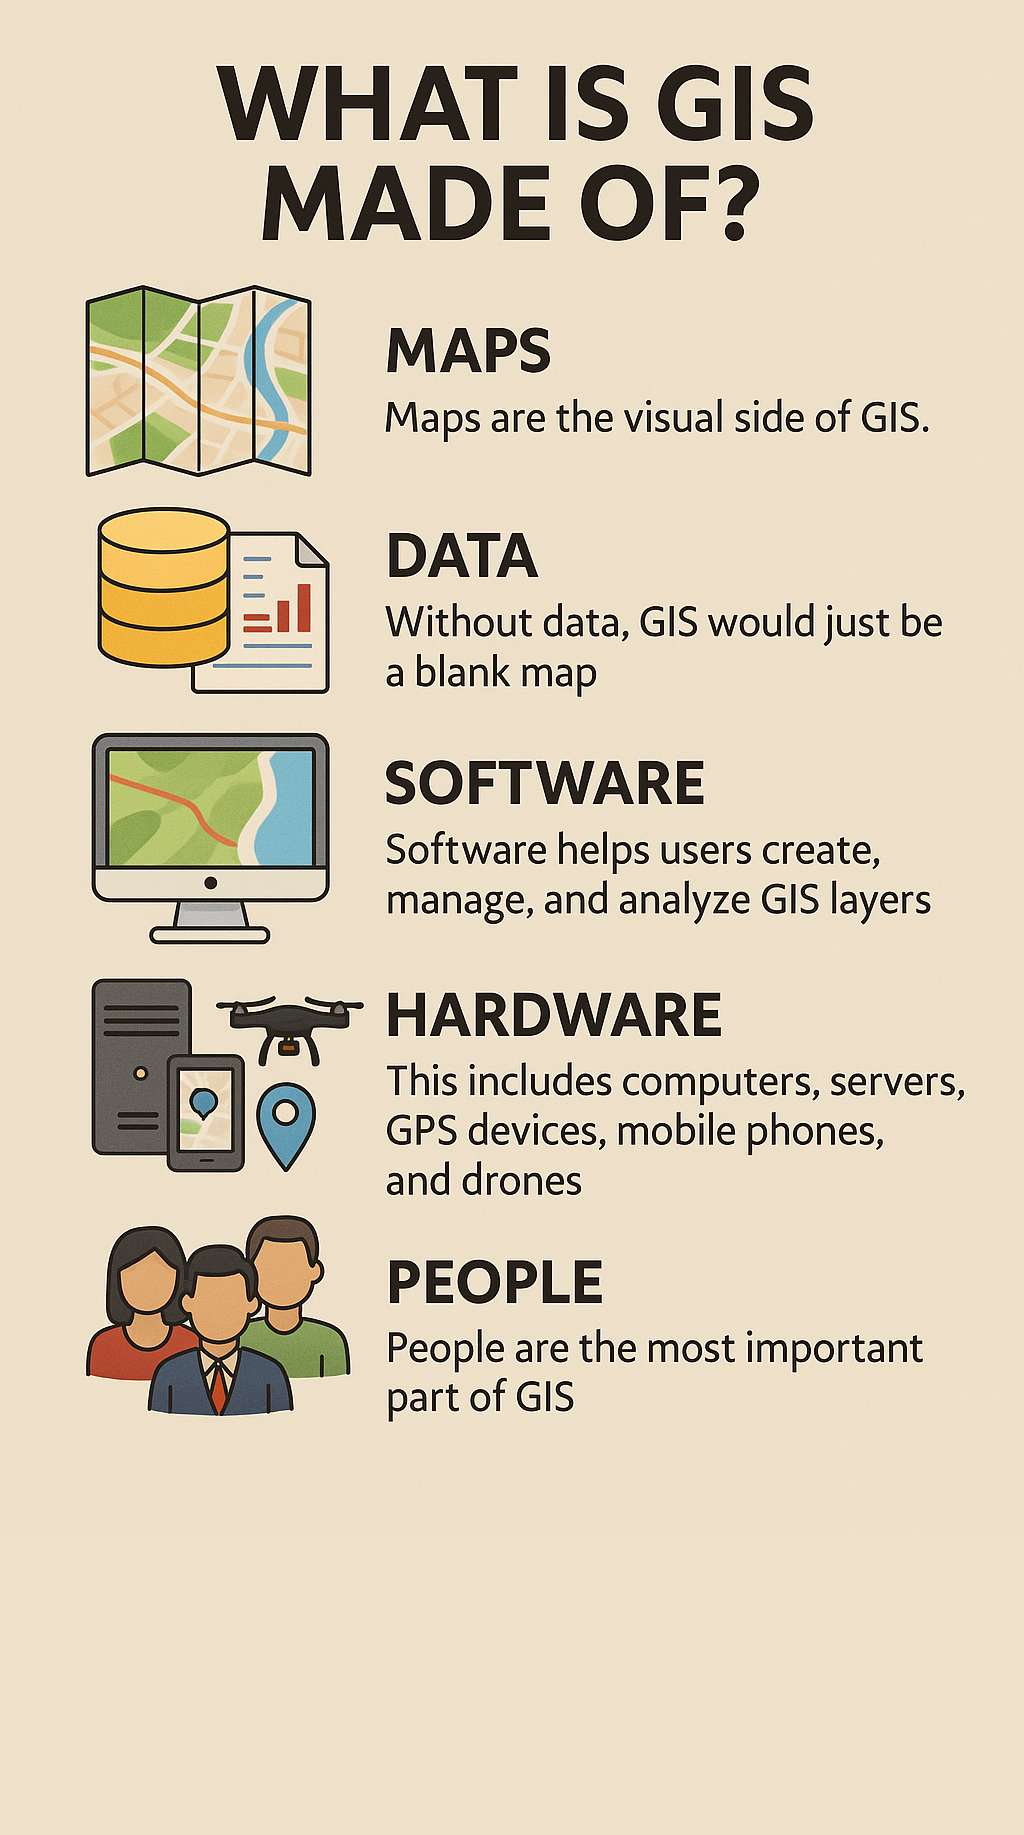 WHAT IS GIS
MADE OF?
MAPS
Maps are the visual side of GIS.
DATA
Without data, GIS would just be
a blank map
SOFTWARE
Software helps users create,
manage, and analyze GIS layers
HARDWARE
This includes computers, servers,
GPS devices, mobile phones,
and drones
PEOPLE
People are the most important
part of GIS